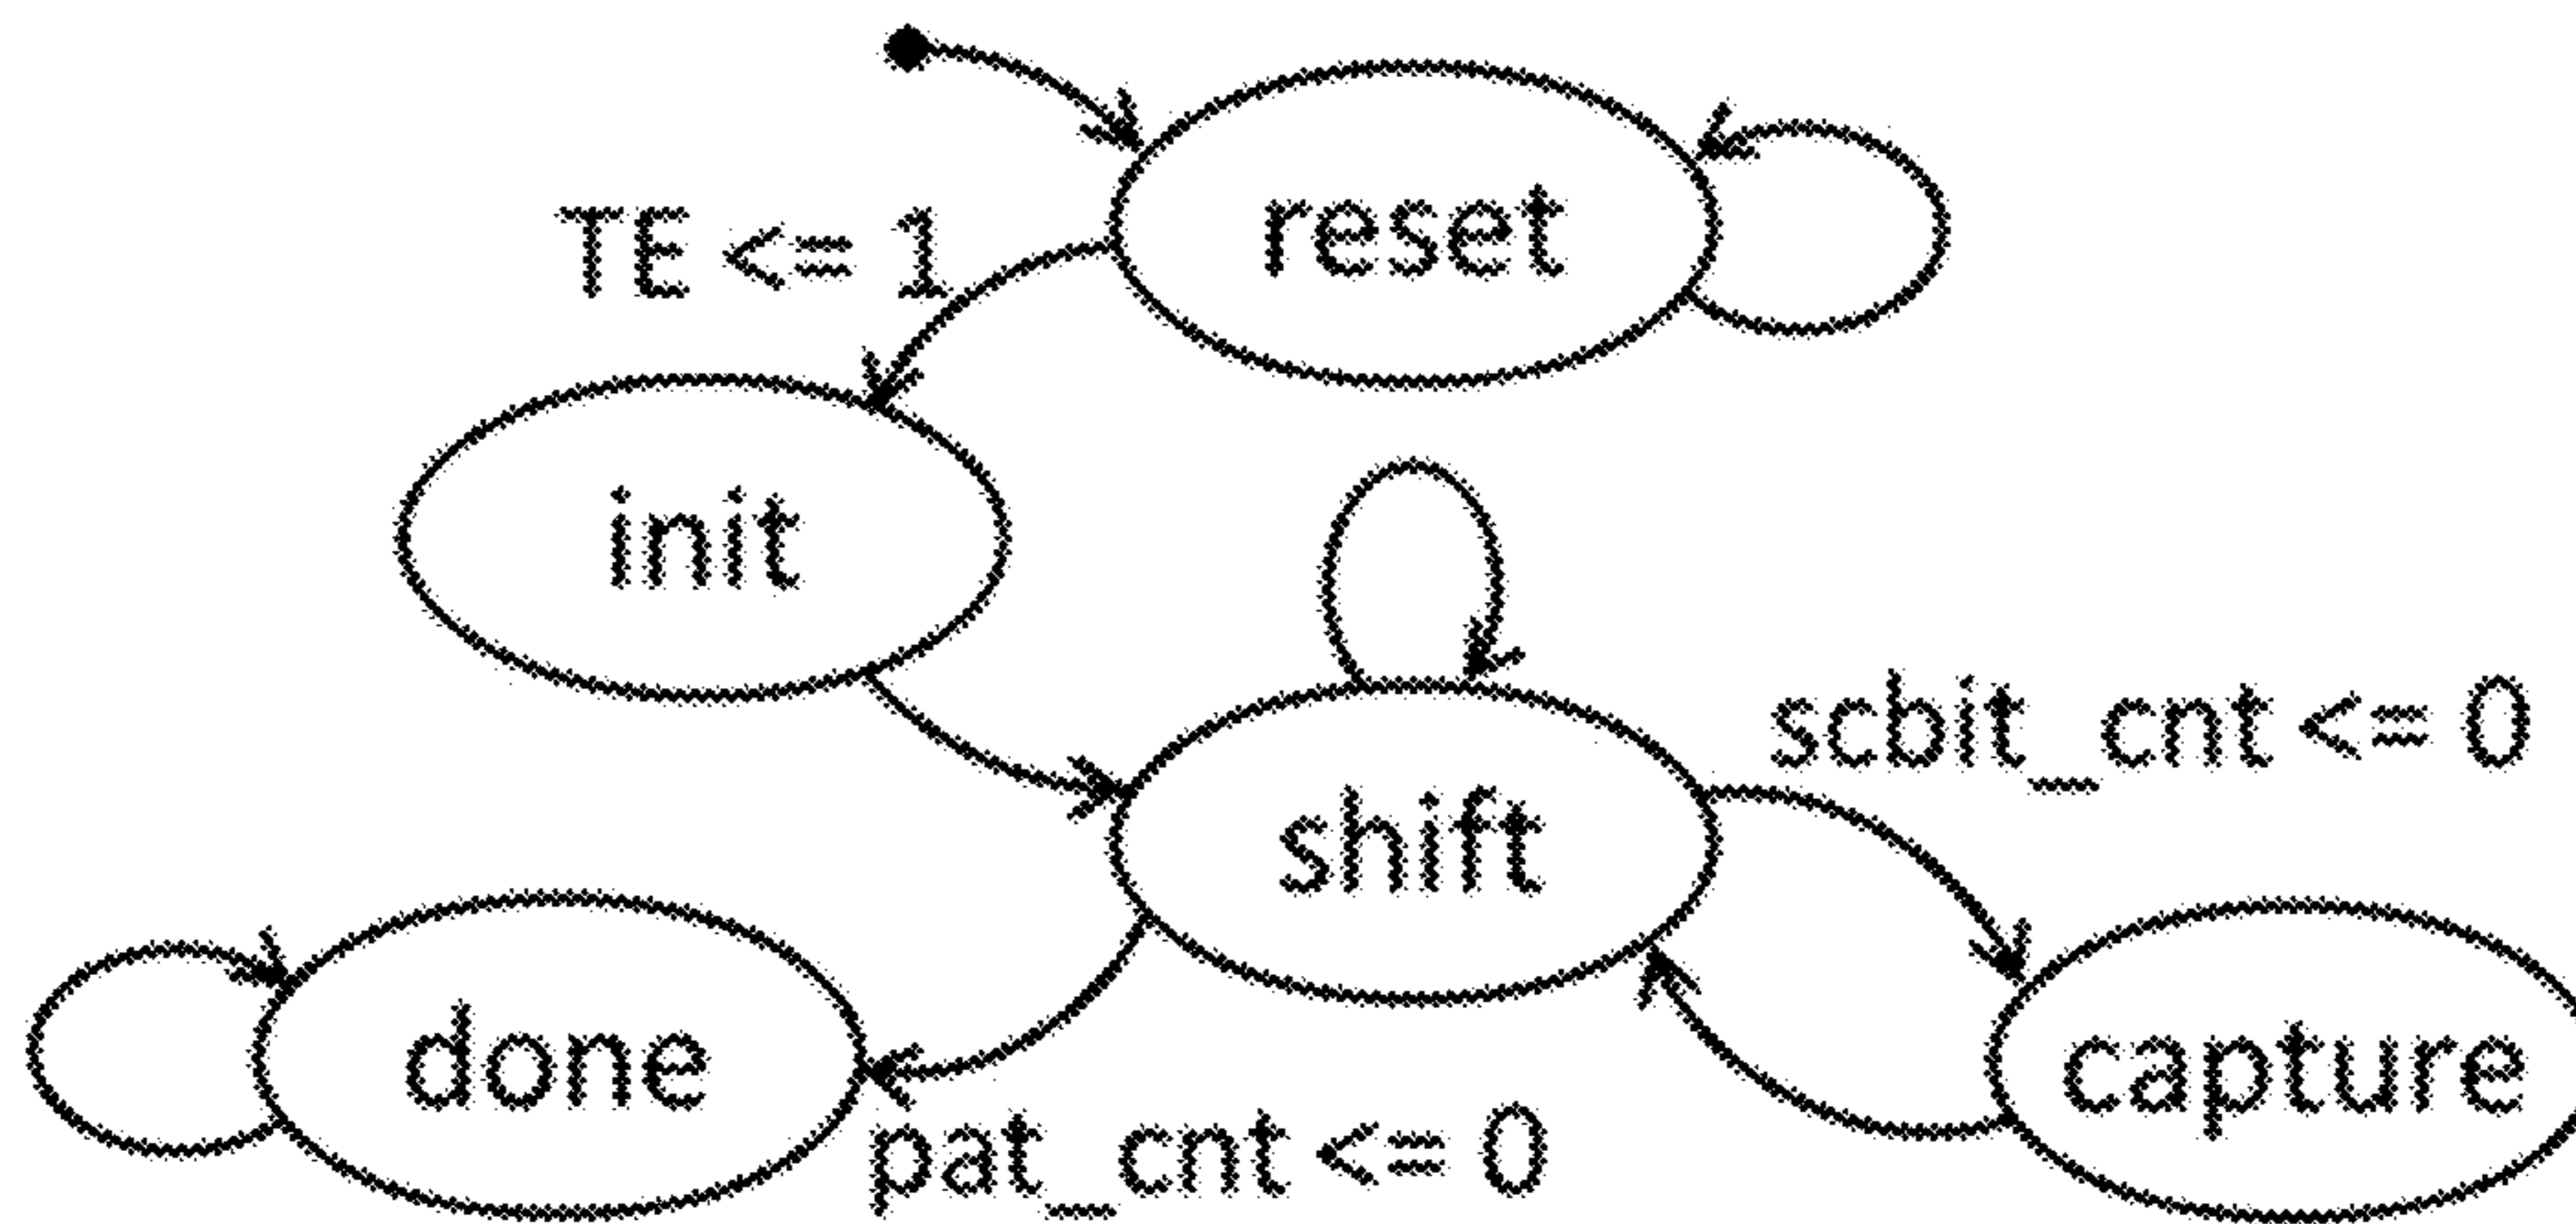 reset
TE <= 1
init
scbit_cnt <= 0
shift
done
capture
pat_cnt <= 0